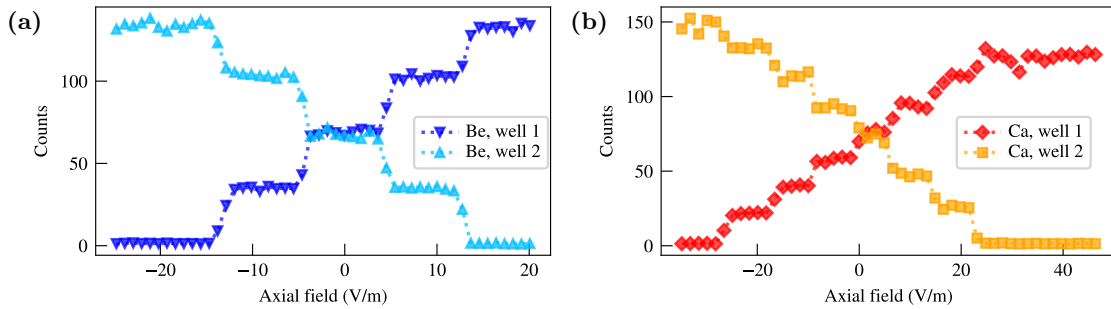 (a)
Counts
100
50
0
Be, well 1
Be, well 2
−20
−10
0
10
20
Axial field (V/m)
(b)
Counts
150
100
50
0
Ca, well 1
Ca, well 2
−20
0
20
40
Axial field (V/m)